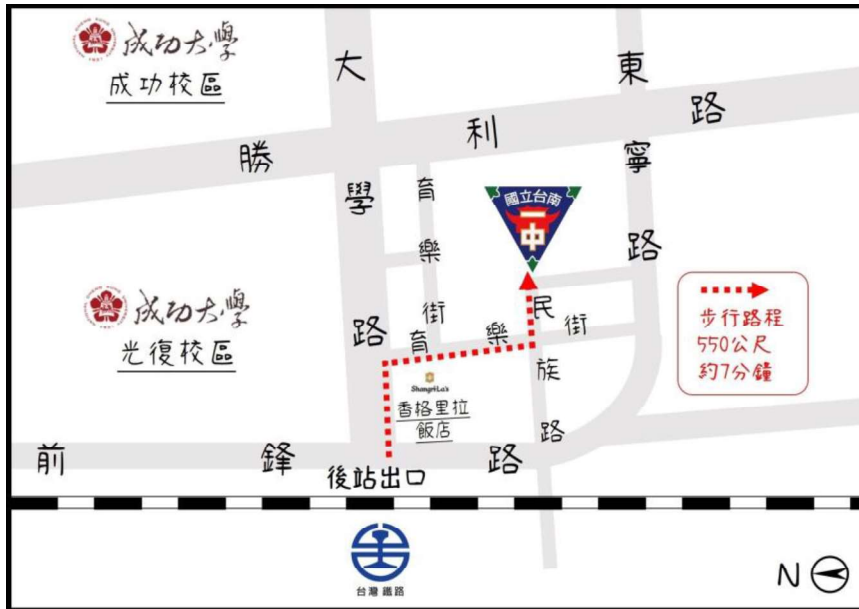 成功大學
成功校區
大學路
東寧路
勝利路
育樂街
國立台南
一中
成功大學
光復校區
育樂街
民族路
步行路程
550公尺
約7分鐘
Shangri-La's
香格里拉
飯店
前鋒路
後站出口
台灣鐵路
N